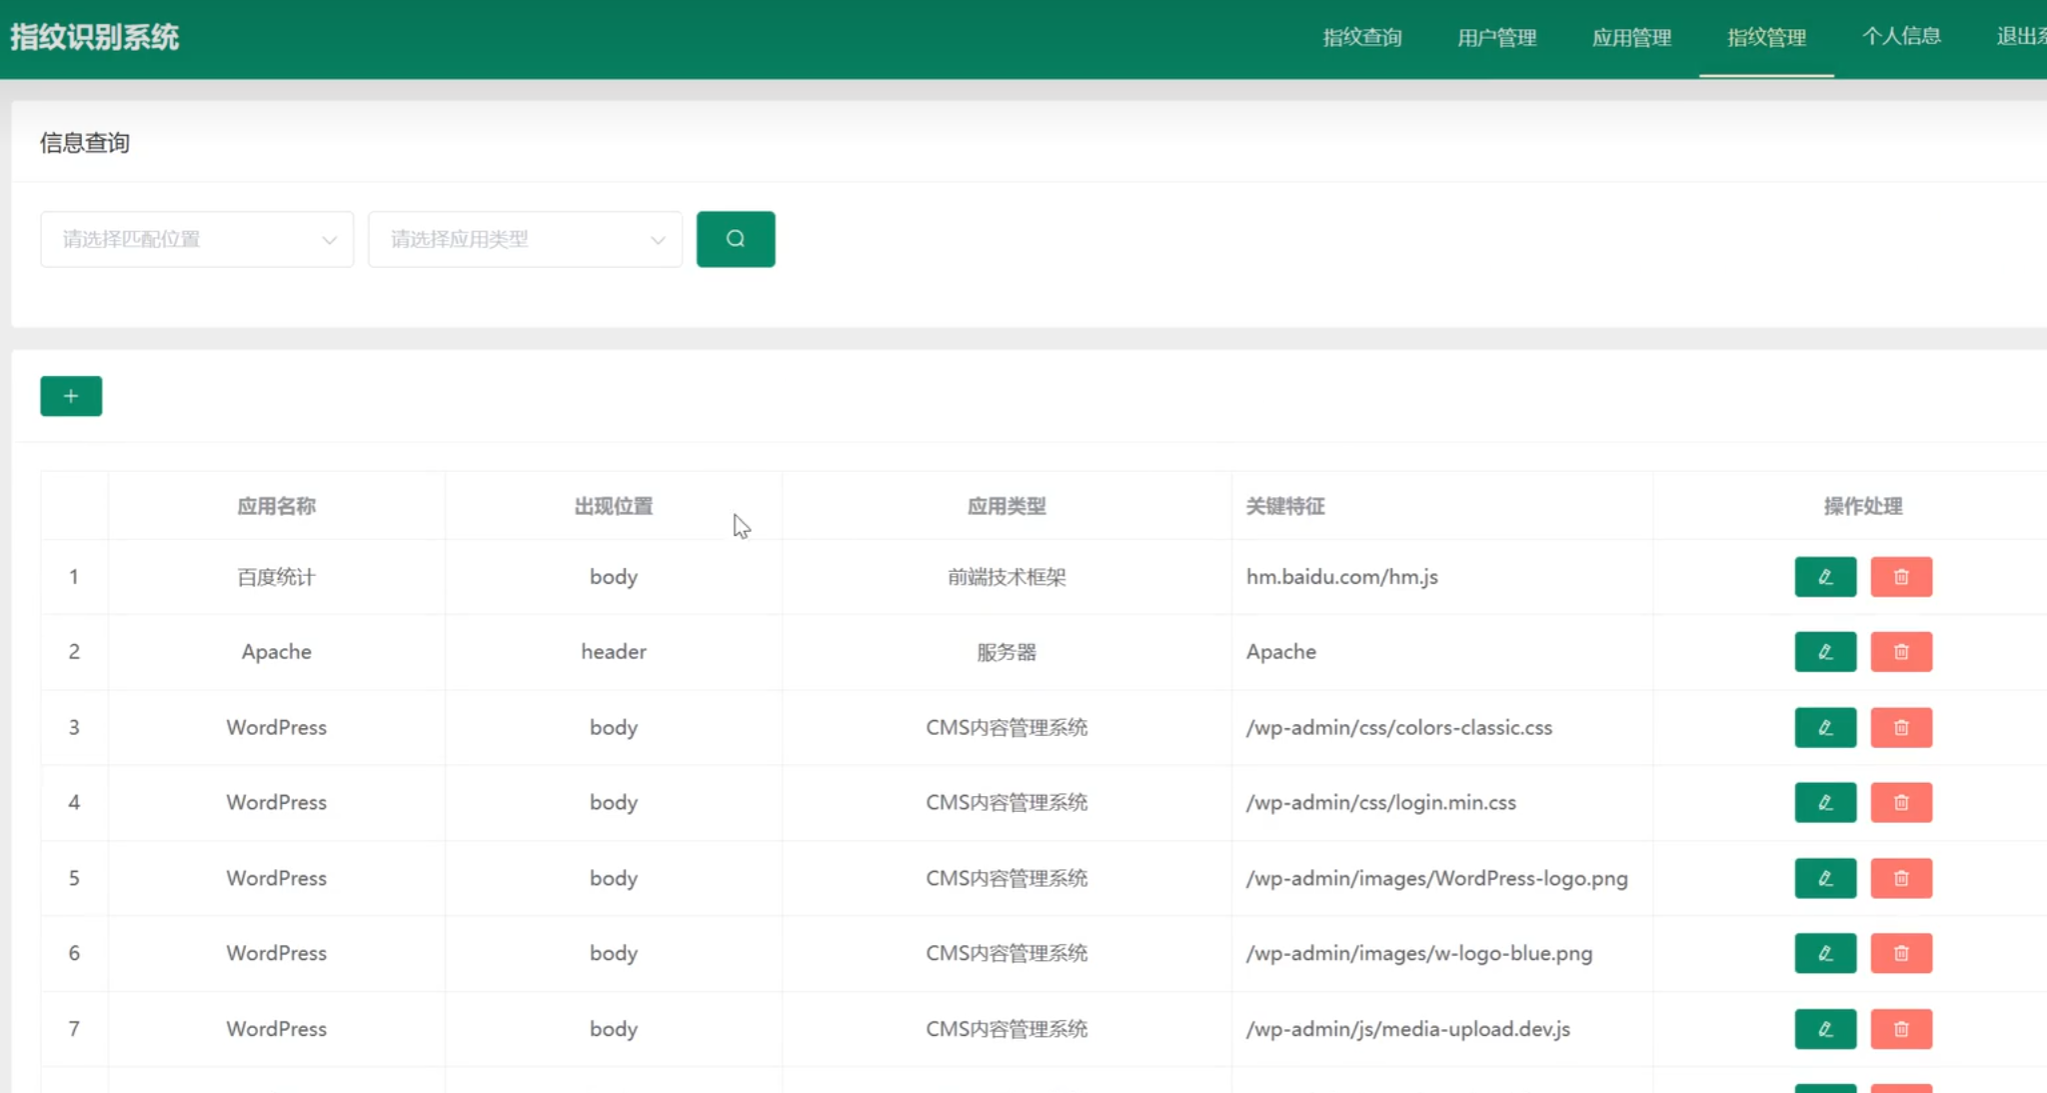 指纹识别系统 指纹查询 用户管理 应用管理 指纹管理 个人信息 退出系
信息查询
请选择匹配位置 请选择应用类型
应用名称 出现位置 应用类型 关键特征 操作处理
1 百度统计 body 前端技术框架 hm.baidu.com/hm.js
2 Apache header 服务器 Apache
3 WordPress body CMS内容管理系统 /wp-admin/css/colors-classic.css
4 WordPress body CMS内容管理系统 /wp-admin/css/login.min.css
5 WordPress body CMS内容管理系统 /wp-admin/images/WordPress-logo.png
6 WordPress body CMS内容管理系统 /wp-admin/images/w-logo-blue.png
7 WordPress body CMS内容管理系统 /wp-admin/js/media-upload.dev.js